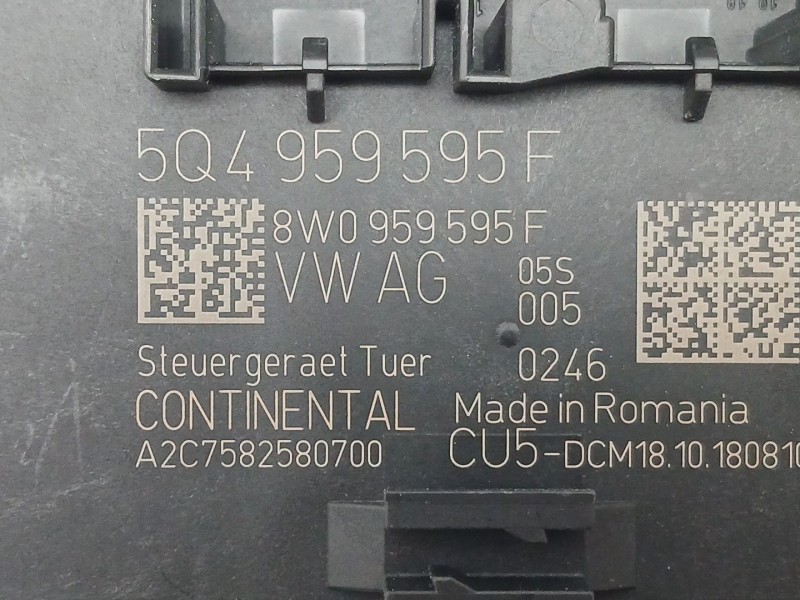 5Q4 959 595 F
8W0 959 595 F
VW AG
05S
005
Steuergeraet Tuer
0246
CONTINENTAL
Made in Romania
A2C7582580700
CU5-DCM18.10.180810